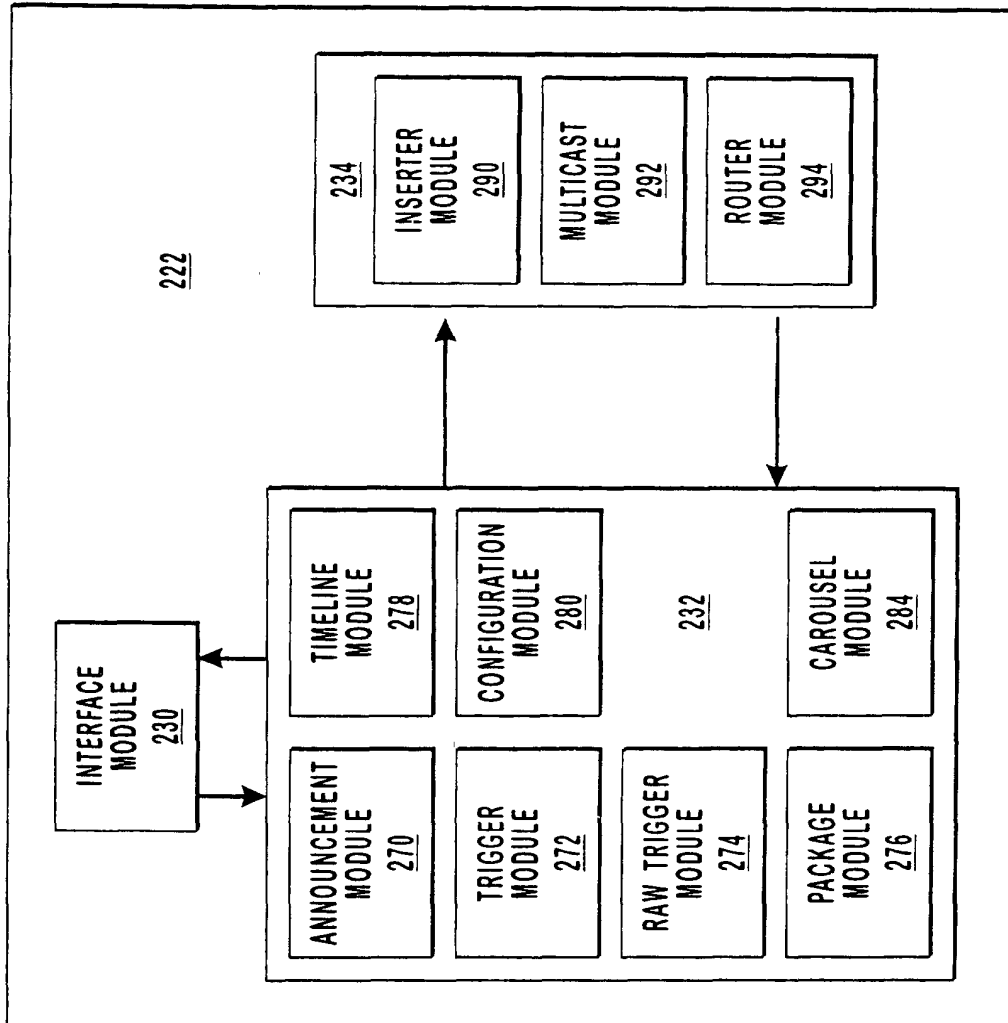 222
INTERFACE
MODULE
230
ANNOUNCEMENT
MODULE
270
TIMELINE
MODULE
278
TRIGGER
MODULE
272
CONFIGURATION
MODULE
280
RAW TRIGGER
MODULE
274
232
PACKAGE
MODULE
276
CAROUSEL
MODULE
284
234
INSERTER
MODULE
290
MULTICAST
MODULE
292
ROUTER
MODULE
294